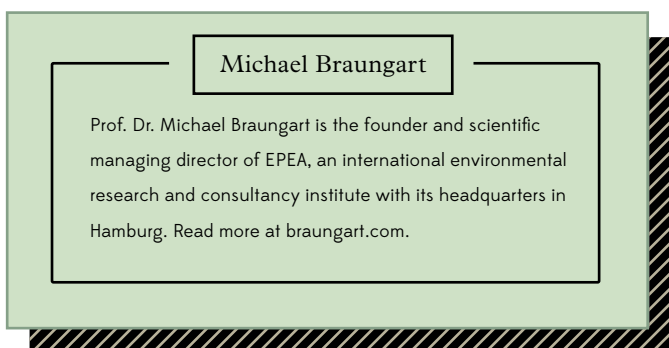 Michael Braungart
Prof. Dr. Michael Braungart is the founder and scientific
managing director of EPEA, an international environmental
research and consultancy institute with its headquarters in
Hamburg. Read more at braungart.com.